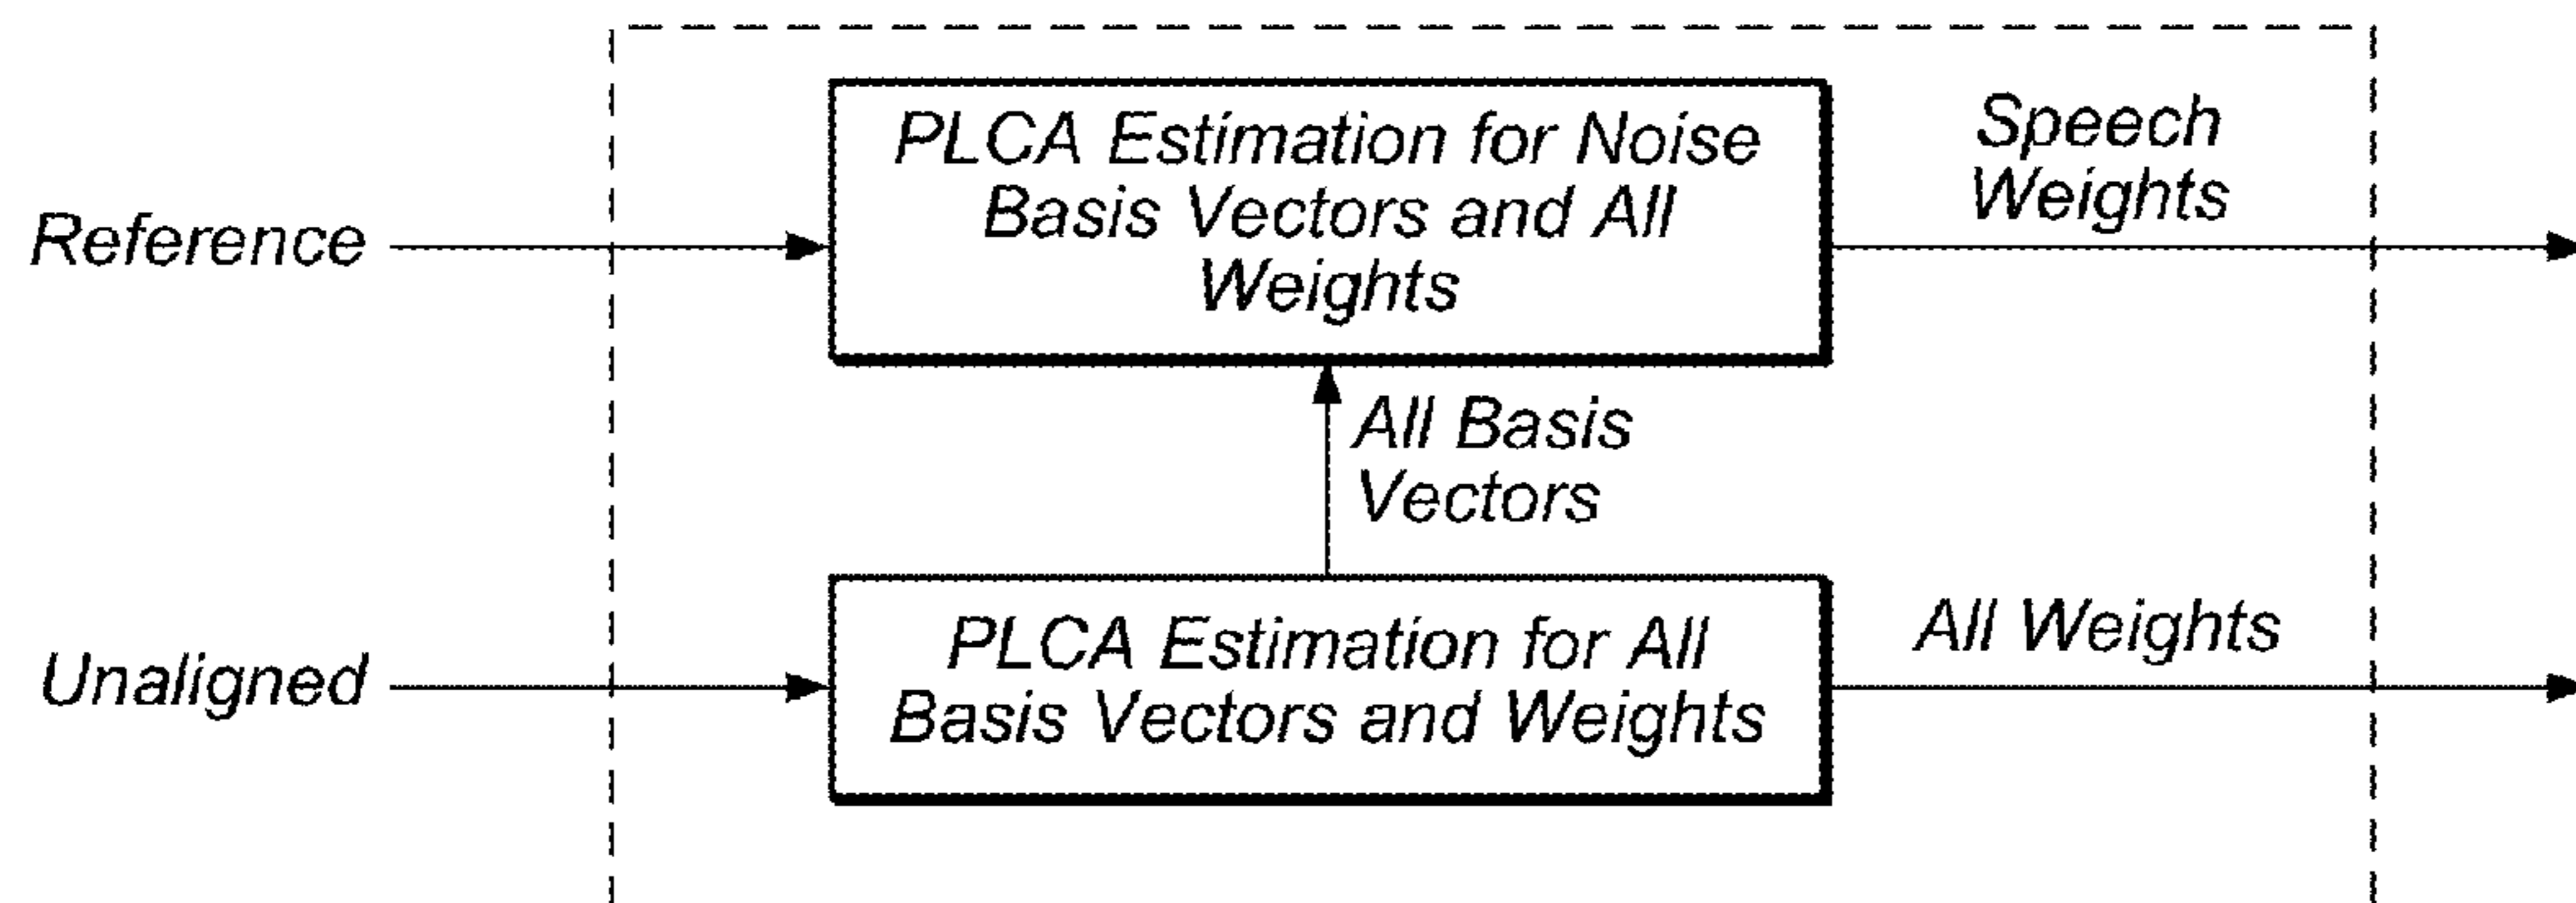 Reference
PLCA Estimation for Noise
Basis Vectors and All
Weights
Speech
Weights
All Basis
Vectors
Unaligned
PLCA Estimation for All
Basis Vectors and Weights
All Weights